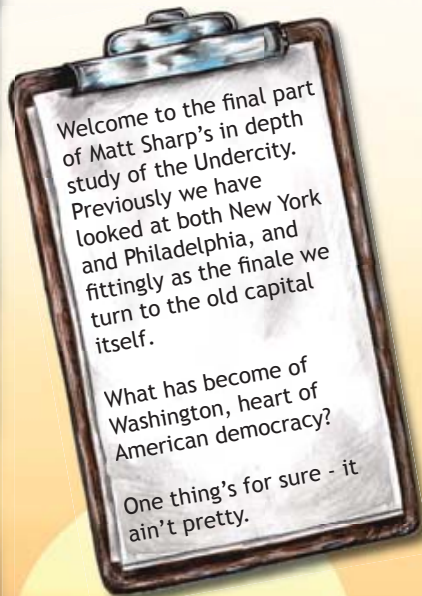 Welcome to the final part
of Matt Sharp's in depth
study of the Undercity.
Previously we have
looked at both New York
and Philadelphia, and
fittingly as the finale we
turn to the old capital
itself.
What has become of
Washington, heart of
American democracy?
One thing's for sure - it
ain't pretty.